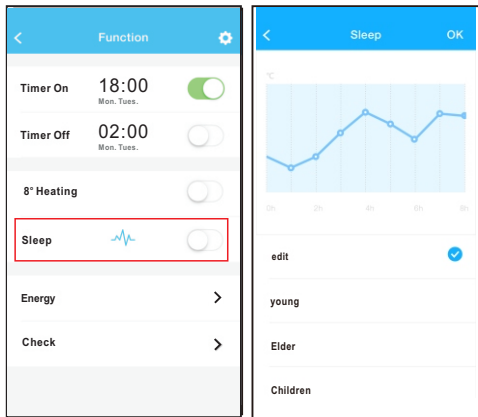 Function
Timer On 18:00
Mon. Tues.
Timer Off 02:00
Mon. Tues.
8° Heating
Sleep
Energy
Check
Sleep OK
°C
0h 2h 4h 6h 8h
edit
young
Elder
Children